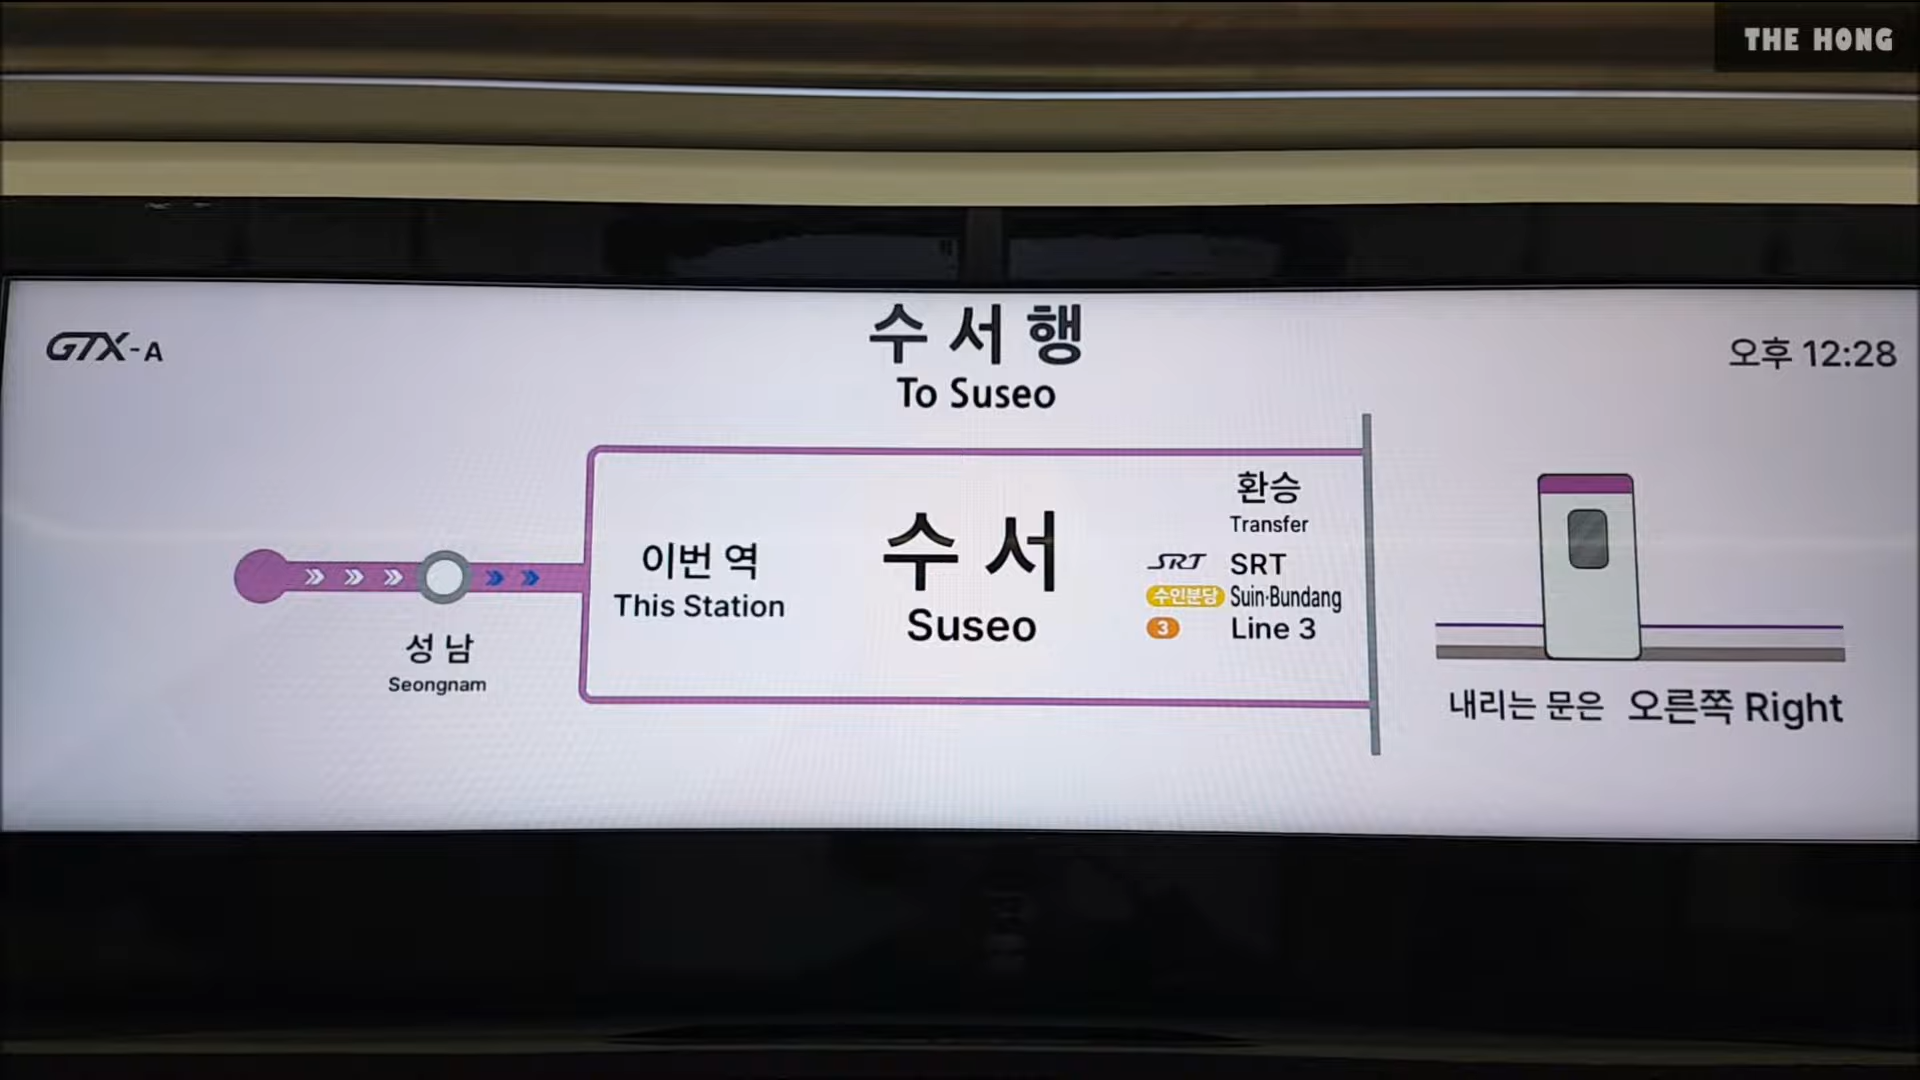 THE HONG
GTX-A
수서행
To Suseo
오후 12:28
성남
Seongnam
이번 역
This Station
수서
Suseo
환승
Transfer
SRT SRT
수인분당 Suin·Bundang
3 Line 3
내리는 문은 오른쪽 Right